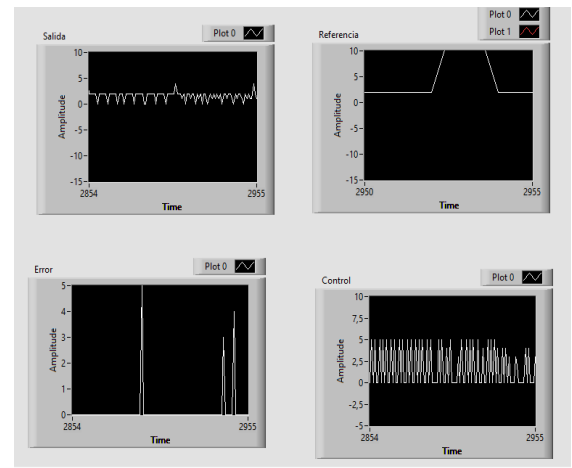 Salida
Plot 0
Amplitude
10
5
0
-5
-10
-15
2854
2955
Time
Referencia
Plot 0
Plot 1
Amplitude
10
5
0
-5
-10
-15
2950
2955
Time
Error
Plot 0
Amplitude
5
4
3
2
1
0
2854
2955
Time
Control
Plot 0
Amplitude
10
7,5
5
2,5
0
-2,5
-5
2854
2955
Time